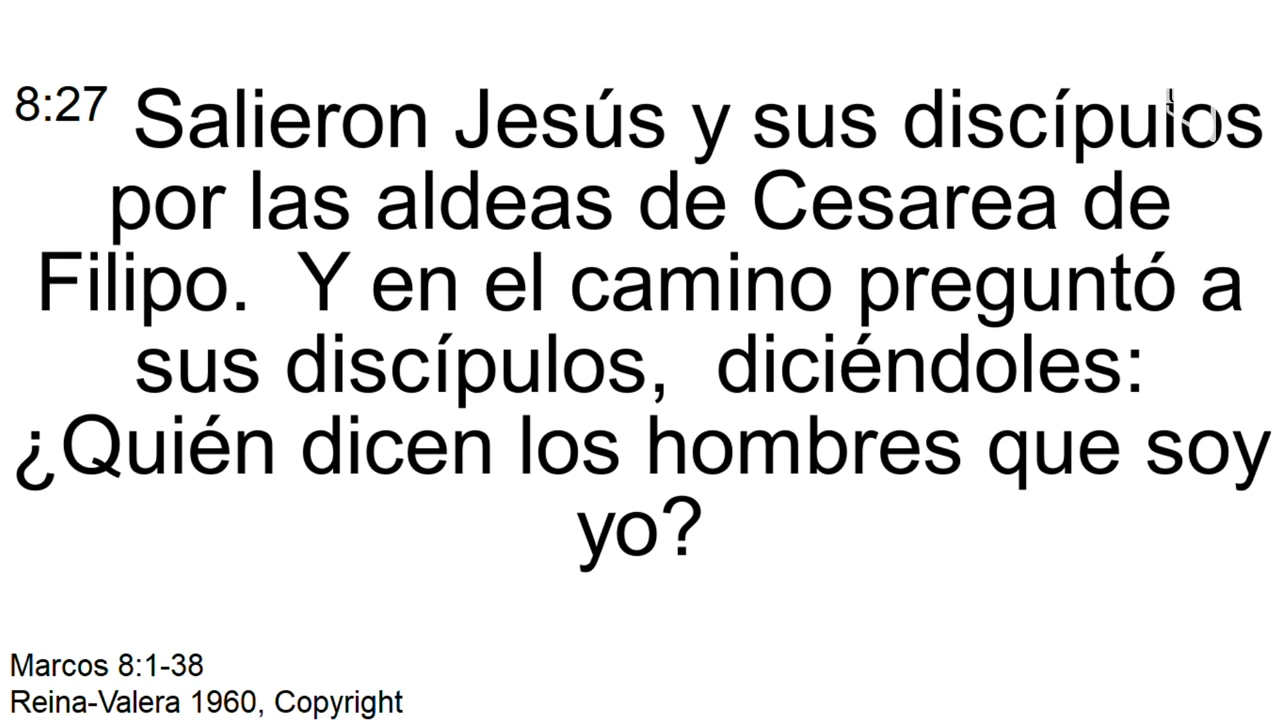 8:27 Salieron Jesús y sus discípulos
por las aldeas de Cesarea de
Filipo.  Y en el camino preguntó a
sus discípulos,  diciéndoles:
¿Quién dicen los hombres que soy
yo?
Marcos 8:1-38
Reina-Valera 1960, Copyright